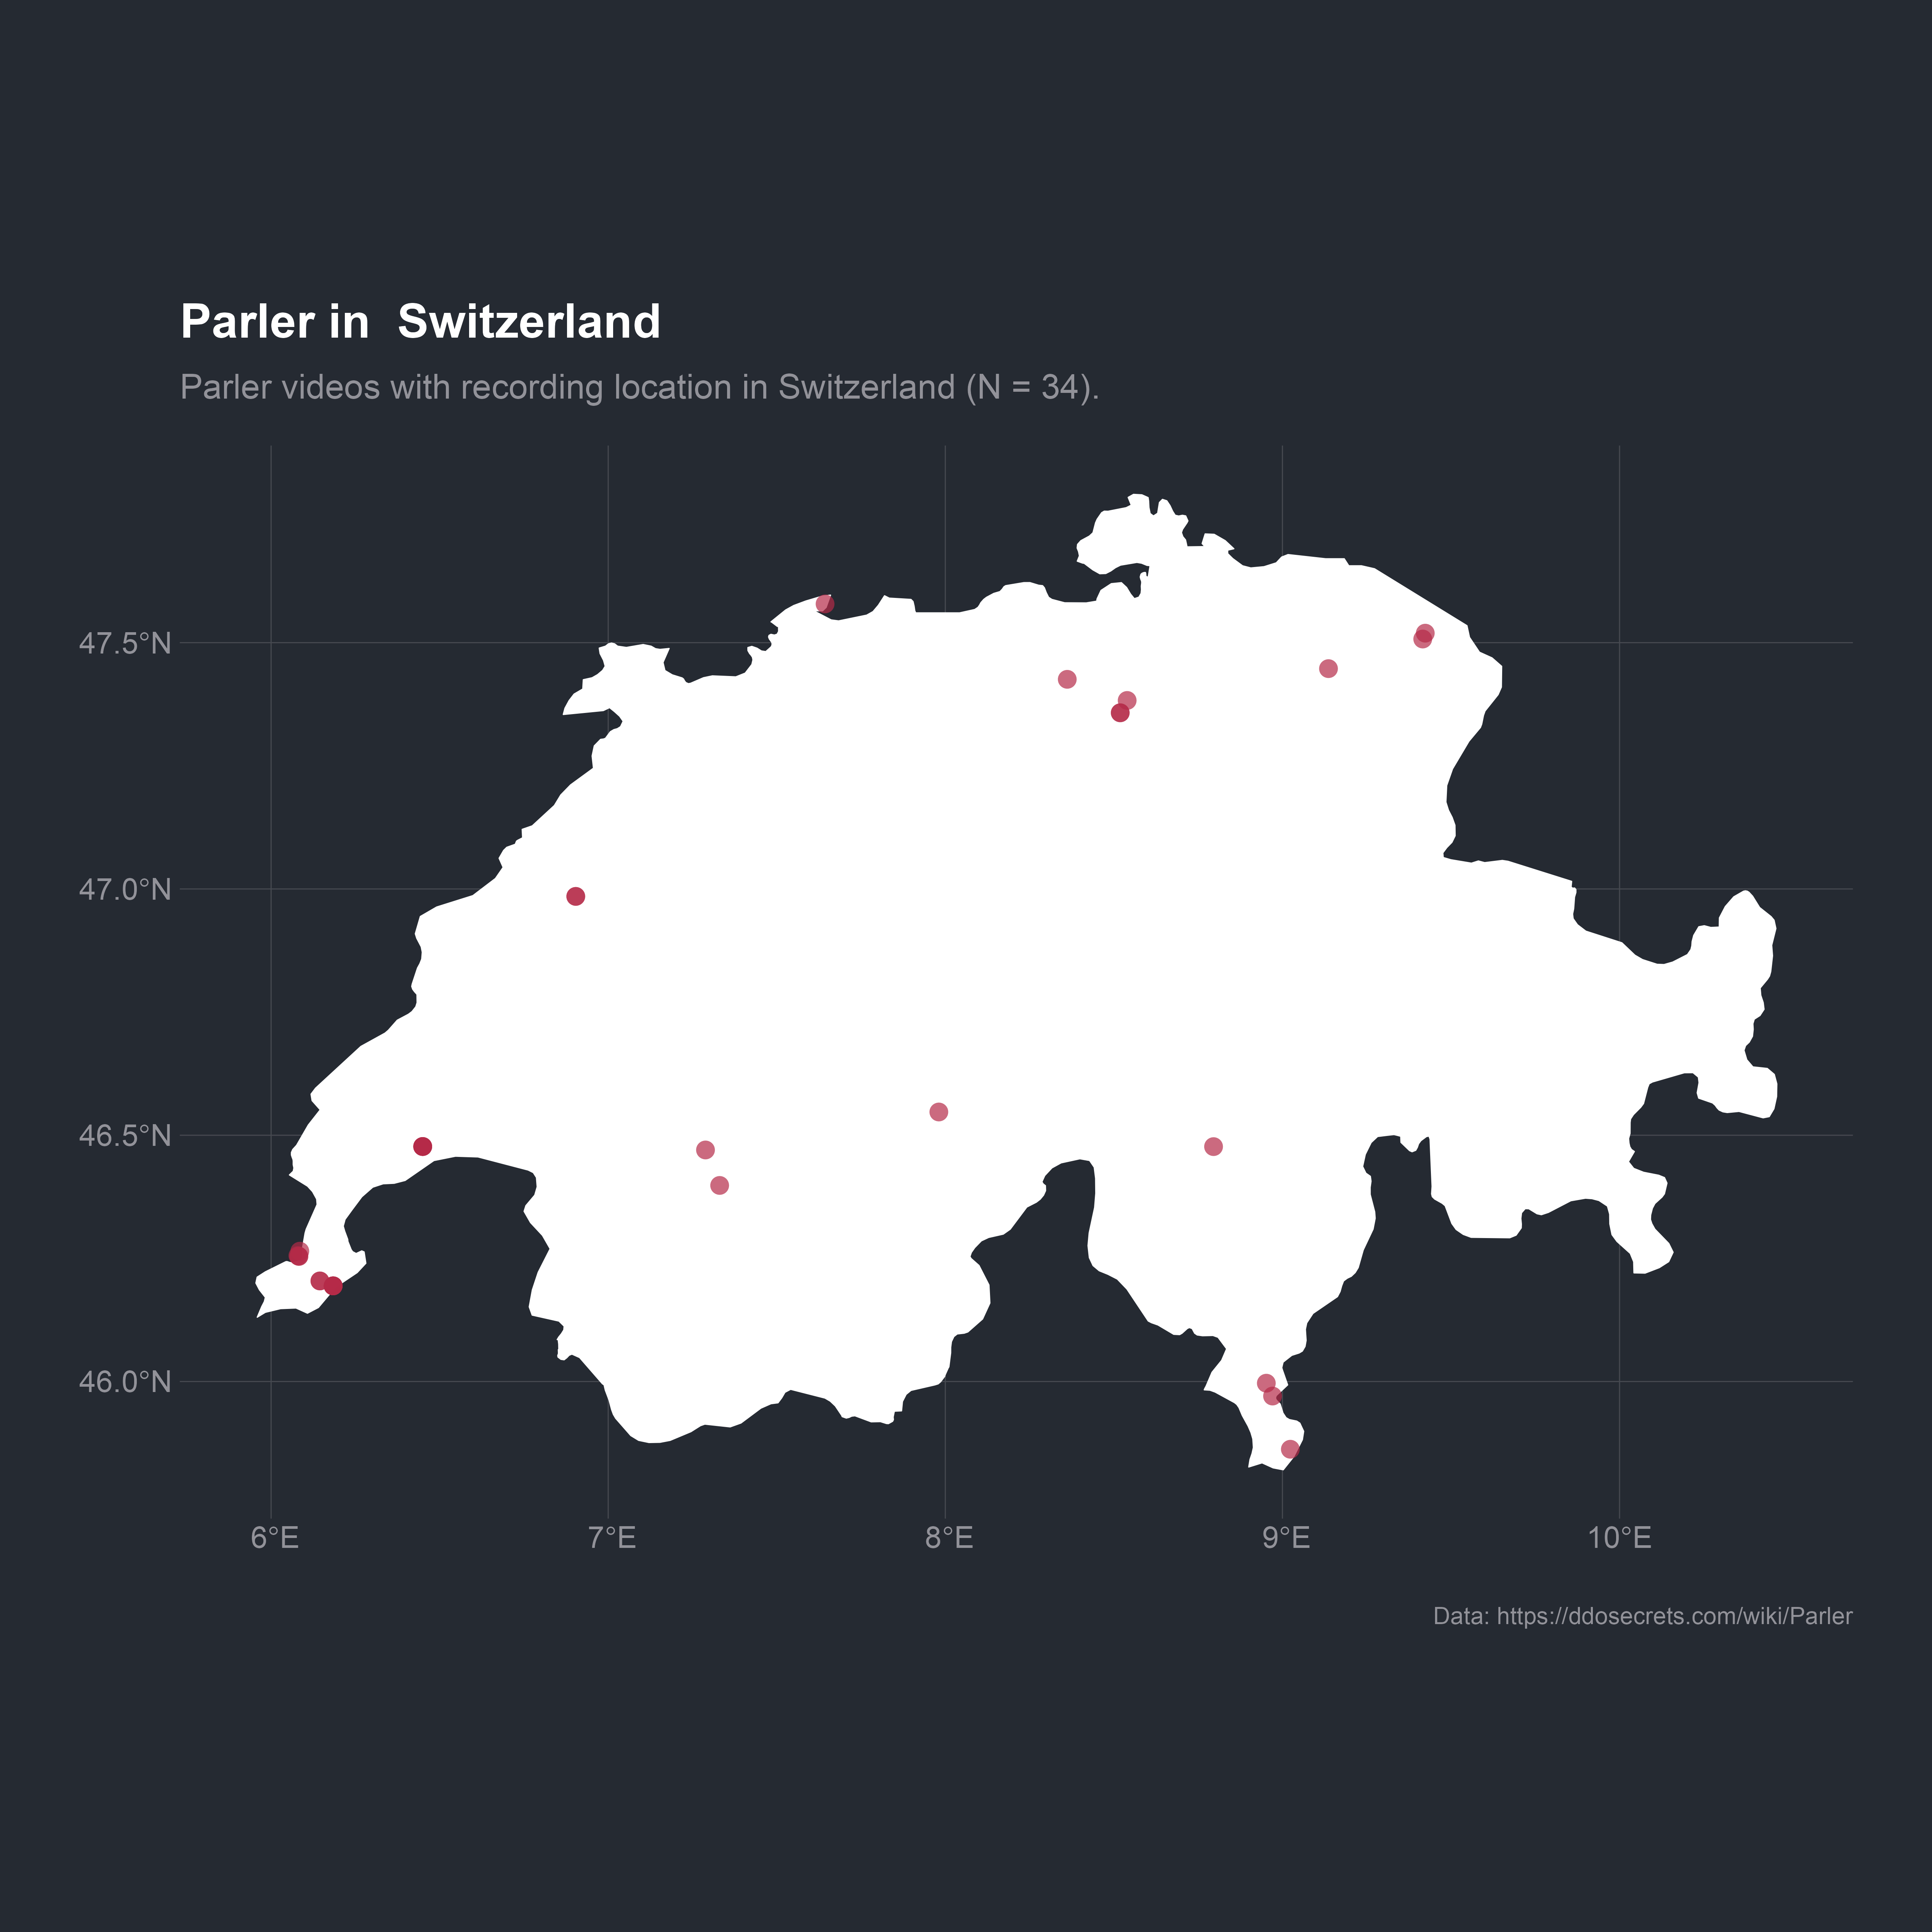 Parler in  Switzerland
Parler videos with recording location in Switzerland (N = 34).
47.5°N
47.0°N
46.5°N
46.0°N
6°E
7°E
8°E
9°E
10°E
Data: https://ddosecrets.com/wiki/Parler